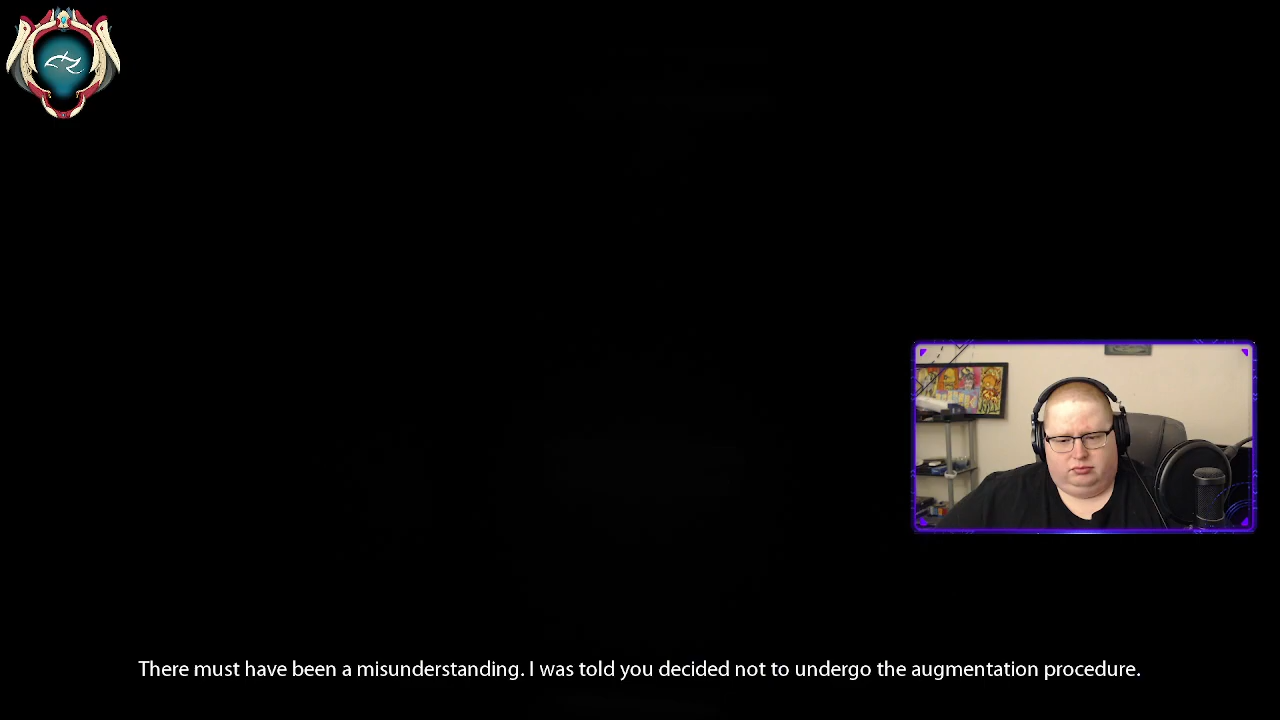 There must have been a misunderstanding. I was told you decided not to undergo the augmentation procedure.